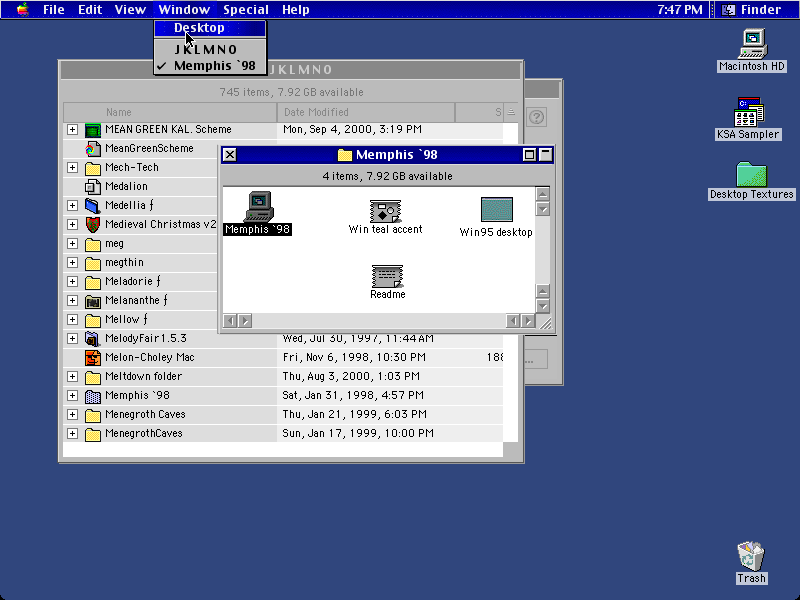 File Edit View Window Special Help 7:47 PM Finder
Desktop
JKLMNO
✓ Memphis `98
JKLMNO
745 items, 7.92 GB available
Name Date Modified S
MEAN GREEN KAL. Scheme Mon, Sep 4, 2000, 3:19 PM
MeanGreenScheme
Mech-Tech
Medalion
Medellia ƒ
Medieval Christmas v2
meg
megthin
Meladorie ƒ
Melananthe ƒ
Mellow ƒ
MelodyFair 1.5.3 Wed, Jul 30, 1997, 11:44 AM
Melon-Choley Mac Fri, Nov 6, 1998, 10:30 PM 188
Meltdown folder Thu, Aug 3, 2000, 1:03 PM
Memphis `98 Sat, Jan 31, 1998, 4:57 PM
Menegroth Caves Thu, Jan 21, 1999, 6:03 PM
MenegrothCaves Sun, Jan 17, 1999, 10:00 PM
Memphis `98
4 items, 7.92 GB available
Memphis `98
Win teal accent
Win95 desktop
Readme
...
Macintosh HD
KSA Sampler
Desktop Textures
Trash